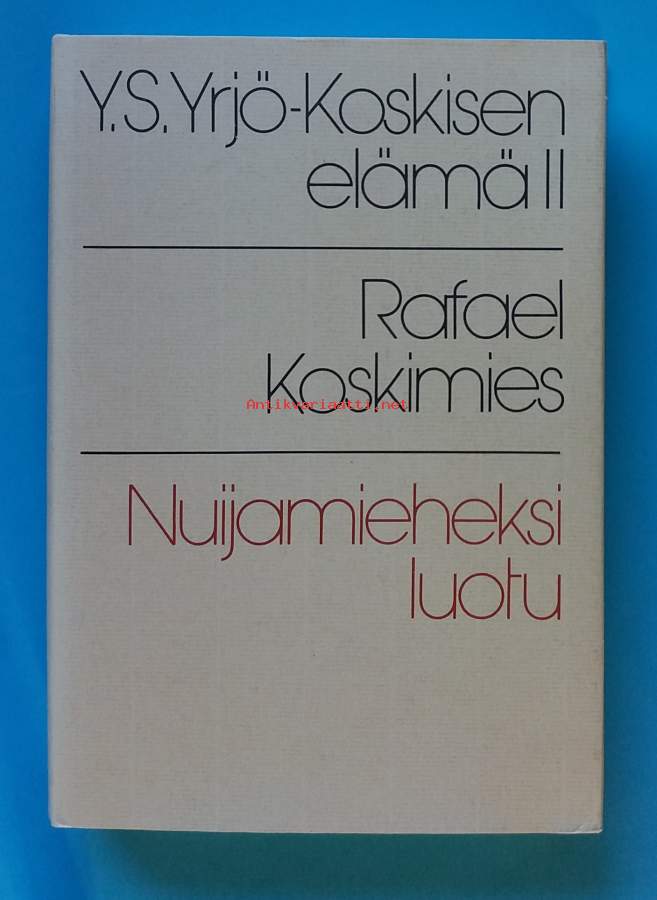 Y.S. Yrjö-Koskisen
elämä II
Rafael
Koskimies
Antikvariaatti.net
Nuijamieheksi
luotu